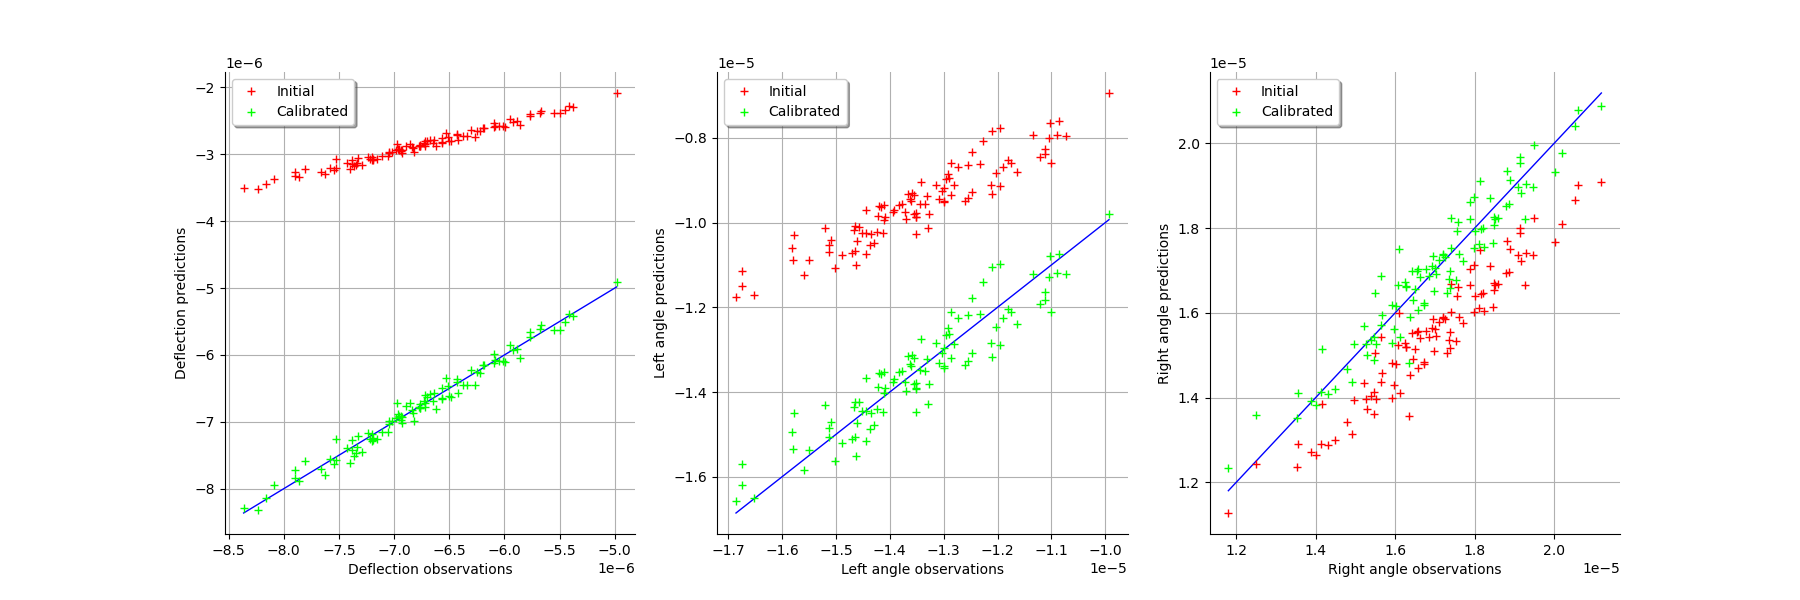 1e−6
Initial
Calibrated
−2
−3
−4
−5
−6
−7
−8
Deflection predictions
−8.5 −8.0 −7.5 −7.0 −6.5 −6.0 −5.5 −5.0
Deflection observations
1e−6
1e−5
Initial
Calibrated
−0.8
−1.0
−1.2
−1.4
−1.6
Left angle predictions
−1.7 −1.6 −1.5 −1.4 −1.3 −1.2 −1.1 −1.0
Left angle observations
1e−5
1e−5
Initial
Calibrated
2.0
1.8
1.6
1.4
1.2
Right angle predictions
1.2 1.4 1.6 1.8 2.0
Right angle observations
1e−5